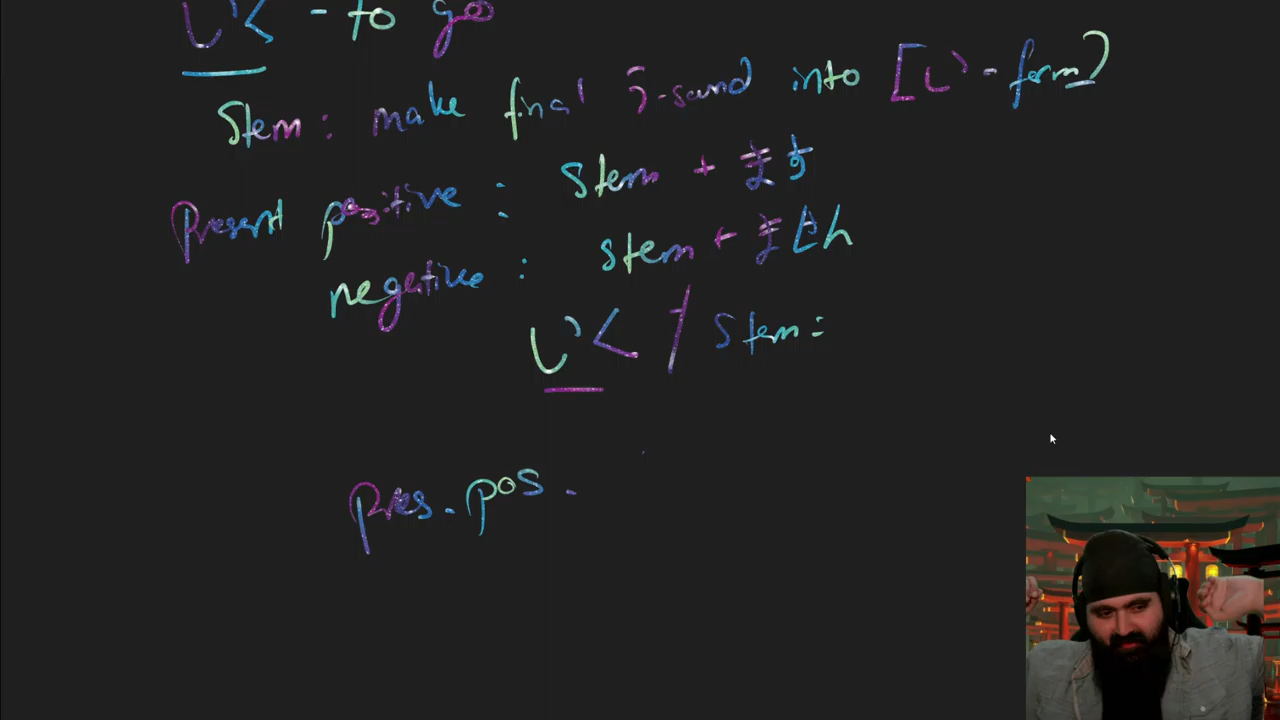 いく - to go
Stem: make final う-sound into [い-form]
Present positive: Stem + ます
negetive: stem + ません
いく / Stem:
pres. pos.